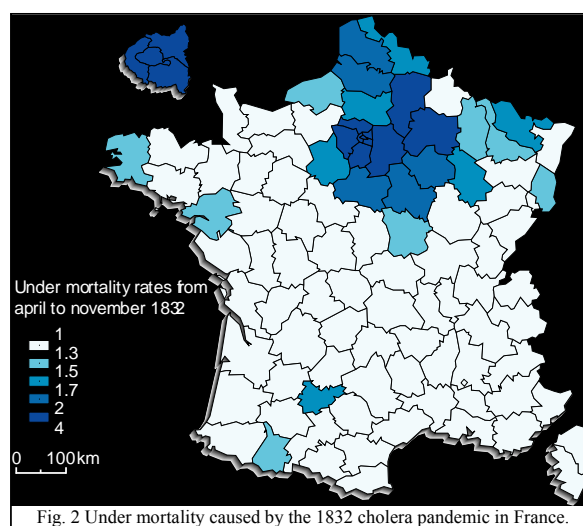 Under mortality rates from
april to november 1832
1
1.3
1.5
1.7
2
4
0 100km
Fig. 2 Under mortality caused by the 1832 cholera pandemic in France.